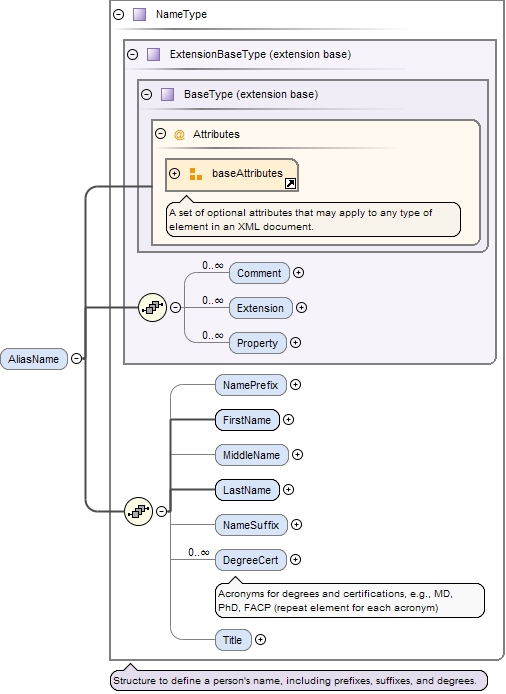 NameType
ExtensionBaseType (extension base)
BaseType (extension base)
@ Attributes
baseAttributes
A set of optional attributes that may apply to any type of
element in an XML document.
0..∞
Comment
0..∞
Extension
0..∞
Property
AliasName
NamePrefix
FirstName
MiddleName
LastName
NameSuffix
0..∞
DegreeCert
Acronyms for degrees and certifications, e.g., MD,
PhD, FACP (repeat element for each acronym)
Title
Structure to define a person's name, including prefixes, suffixes, and degrees.